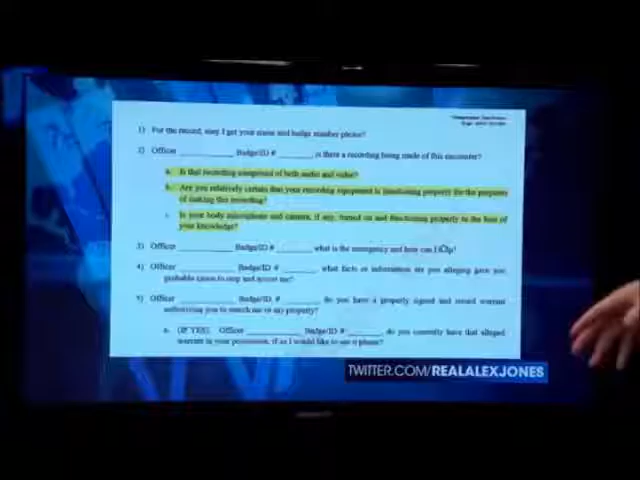 1) For the record, may I get your name and badge number please?
2) Officer ____________ Badge/ID # ________ is there a recording being made of this encounter?
a. Is that recording comprised of both audio and video?
b. Are you relatively certain that your recording equipment is functioning properly for the purposes
of making this recording?
c. Is your body microphone and camera, if any, turned on and functioning properly to the best of
your knowledge?
3) Officer ____________ Badge/ID # ________ what is the emergency and how can I help?
4) Officer ____________ Badge/ID # ________ what facts or information are you alleging gave you
probable cause to stop and me?
5) Officer ____________ Badge/ID # ________ do you have a properly signed and warrant
authorizing you to search me or my property?
a. (IF YES) Officer ____________ Badge/ID # ________, do you currently have that alleged
warrant in your possession, if so I would like to see it please?
TWITTER.COM/REALALEXJONES